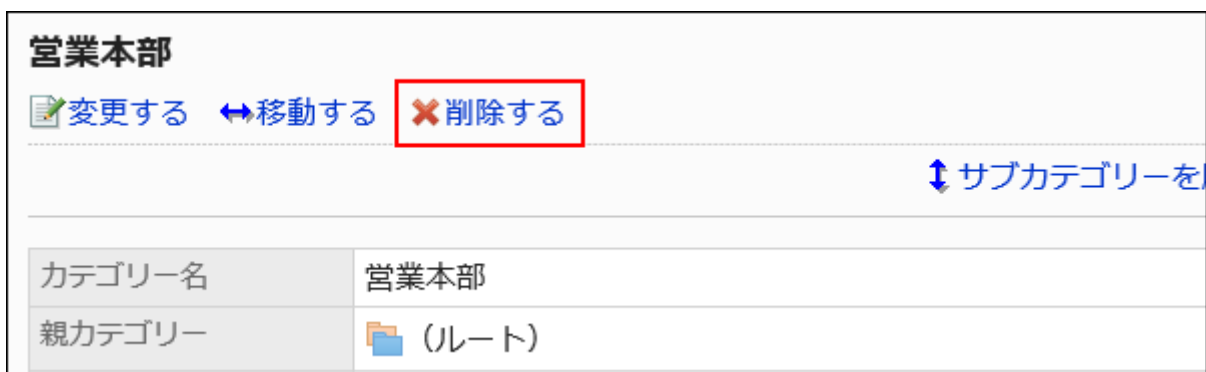 営業本部
変更する 移動する 削除する
サブカテゴリーを
カテゴリー名 営業本部
親カテゴリー (ルート)